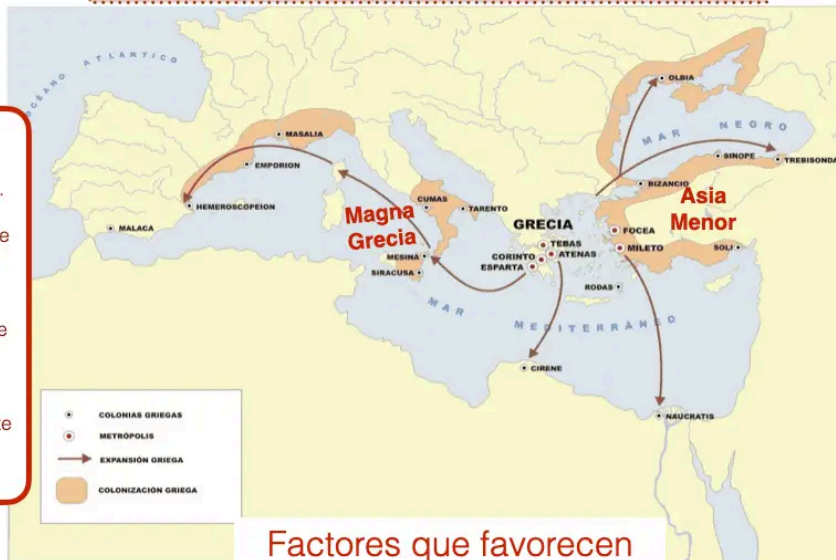 OCÉANO ATLANTICO
MASALIA
EMPORION
HEMEROSCOPEION
MALACA
CUMAS
TARENTO
Magna
Grecia
MESINA
SIRACUSA
GRECIA
TEBAS
CORINTO
ATENAS
ESPARTA
OLBIA
MAR NEGRO
SINOPE
TREBISONDA
BIZANCIO
Asia
Menor
FOCEA
MILETO
SOLI
RODAS
MAR MEDITERRÁNEO
CIRENE
NAUCRATIS
COLONIAS GRIEGAS
METRÓPOLIS
EXPANSIÓN GRIEGA
COLONIZACIÓN GRIEGA
Factores que favorecen